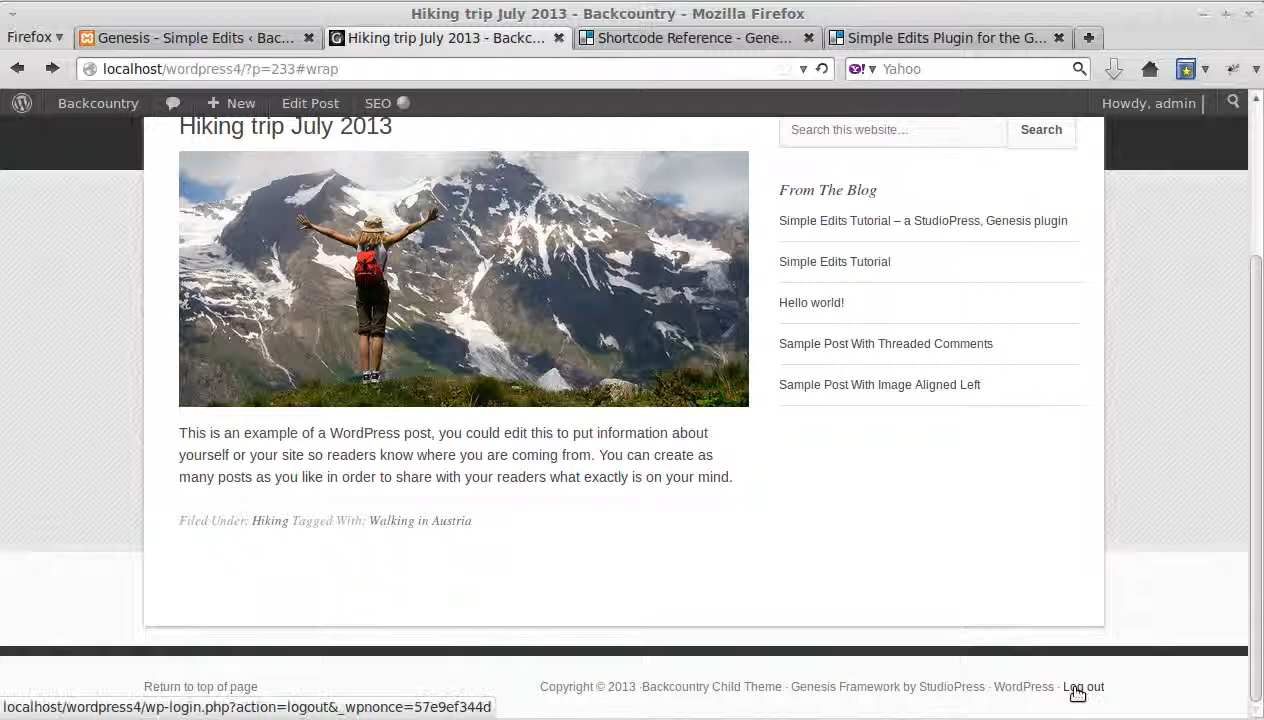 Hiking trip July 2013 - Backcountry - Mozilla Firefox
Firefox
Genesis - Simple Edits ‹ Bac...
Hiking trip July 2013 - Backc...
Shortcode Reference - Gene...
Simple Edits Plugin for the G...
localhost/wordpress4/?p=233#wrap
Yahoo
Backcountry
New
Edit Post
SEO
Howdy, admin
Hiking trip July 2013
Search this website...
Search
From The Blog
Simple Edits Tutorial – a StudioPress, Genesis plugin
Simple Edits Tutorial
Hello world!
Sample Post With Threaded Comments
Sample Post With Image Aligned Left
This is an example of a WordPress post, you could edit this to put information about
yourself or your site so readers know where you are coming from. You can create as
many posts as you like in order to share with your readers what exactly is on your mind.
Filed Under: Hiking Tagged With: Walking in Austria
Return to top of page
Copyright © 2013 ·Backcountry Child Theme · Genesis Framework by StudioPress · WordPress · Log out
localhost/wordpress4/wp-login.php?action=logout&_wpnonce=57e9ef344d